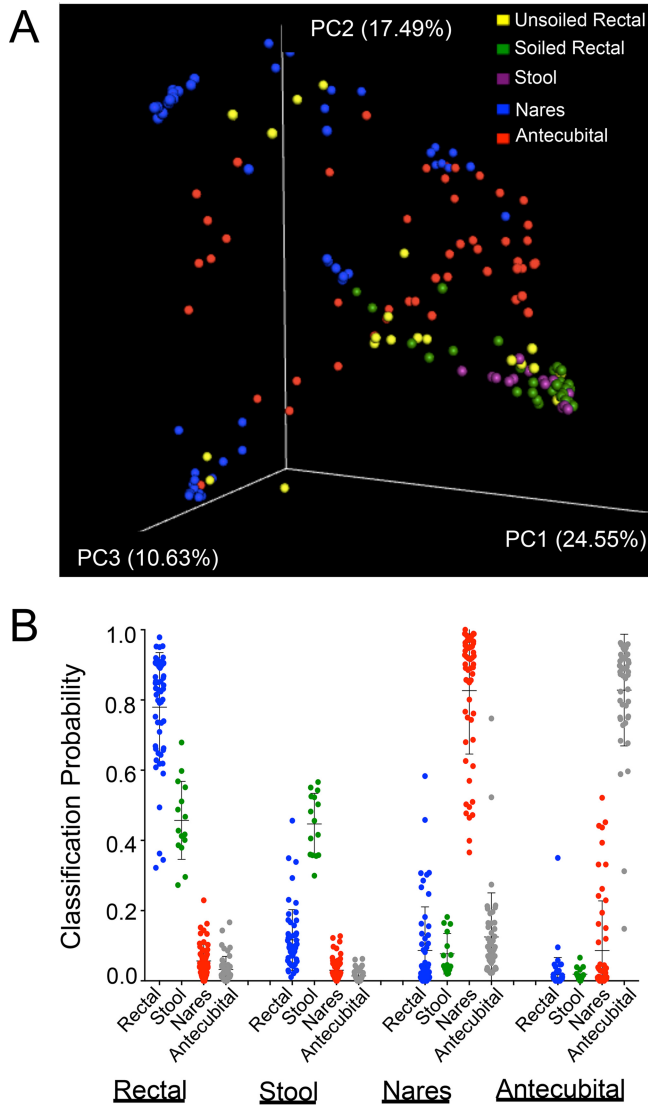 A
PC2 (17.49%)
Unsoiled Rectal
Soiled Rectal
Stool
Nares
Antecubital
PC3 (10.63%)
PC1 (24.55%)
B
Classification Probability
1.0
0.8
0.6
0.4
0.2
0.0
Rectal
Stool
Nares
Antecubital
Rectal
Stool
Nares
Antecubital
Rectal
Stool
Nares
Antecubital
Rectal
Stool
Nares
Antecubital
Rectal
Stool
Nares
Antecubital